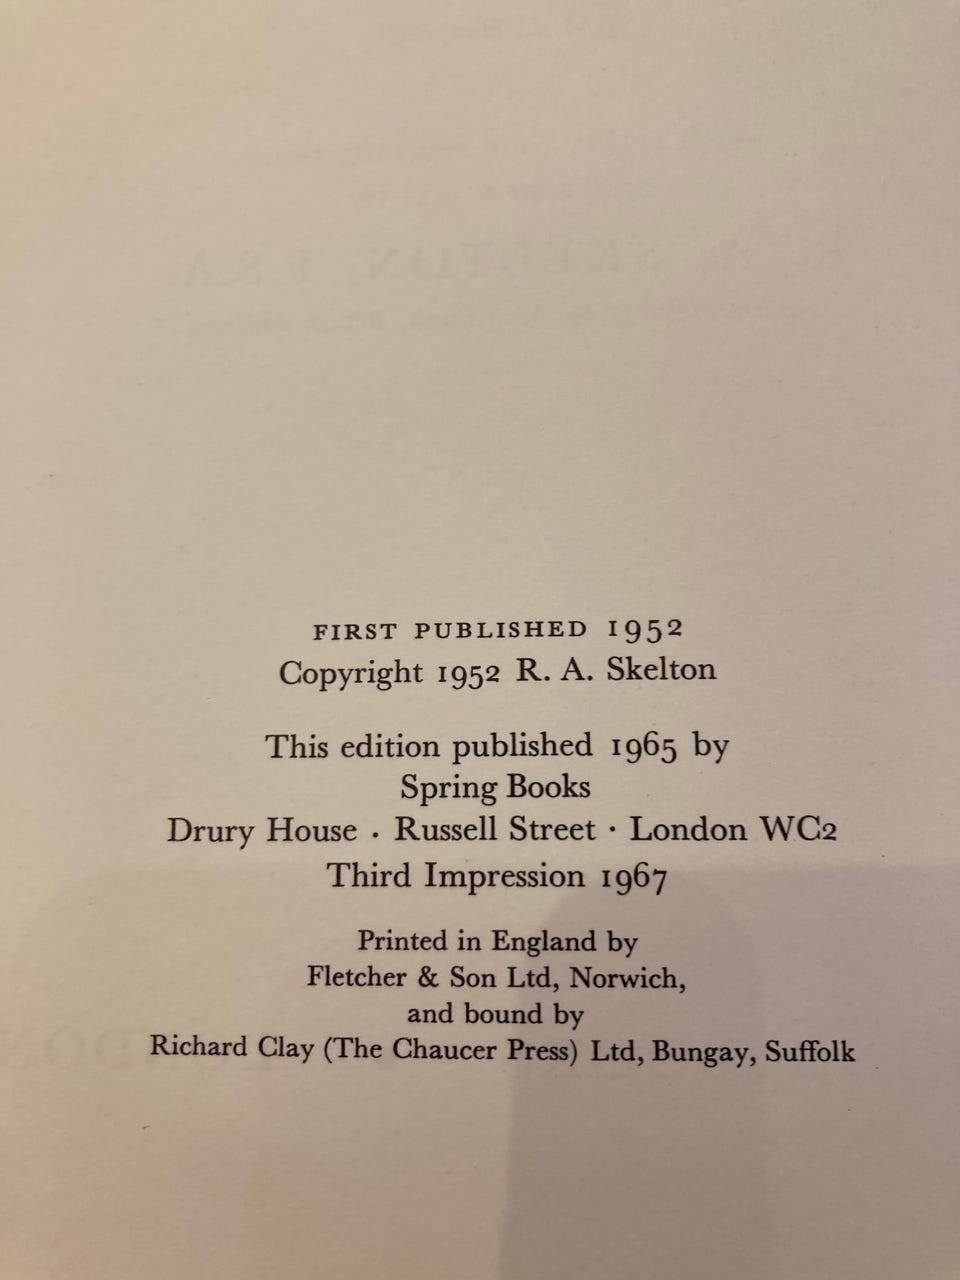 FIRST PUBLISHED 1952
Copyright 1952 R. A. Skelton
This edition published 1965 by
Spring Books
Drury House · Russell Street · London WC2
Third Impression 1967
Printed in England by
Fletcher & Son Ltd, Norwich,
and bound by
Richard Clay (The Chaucer Press) Ltd, Bungay, Suffolk